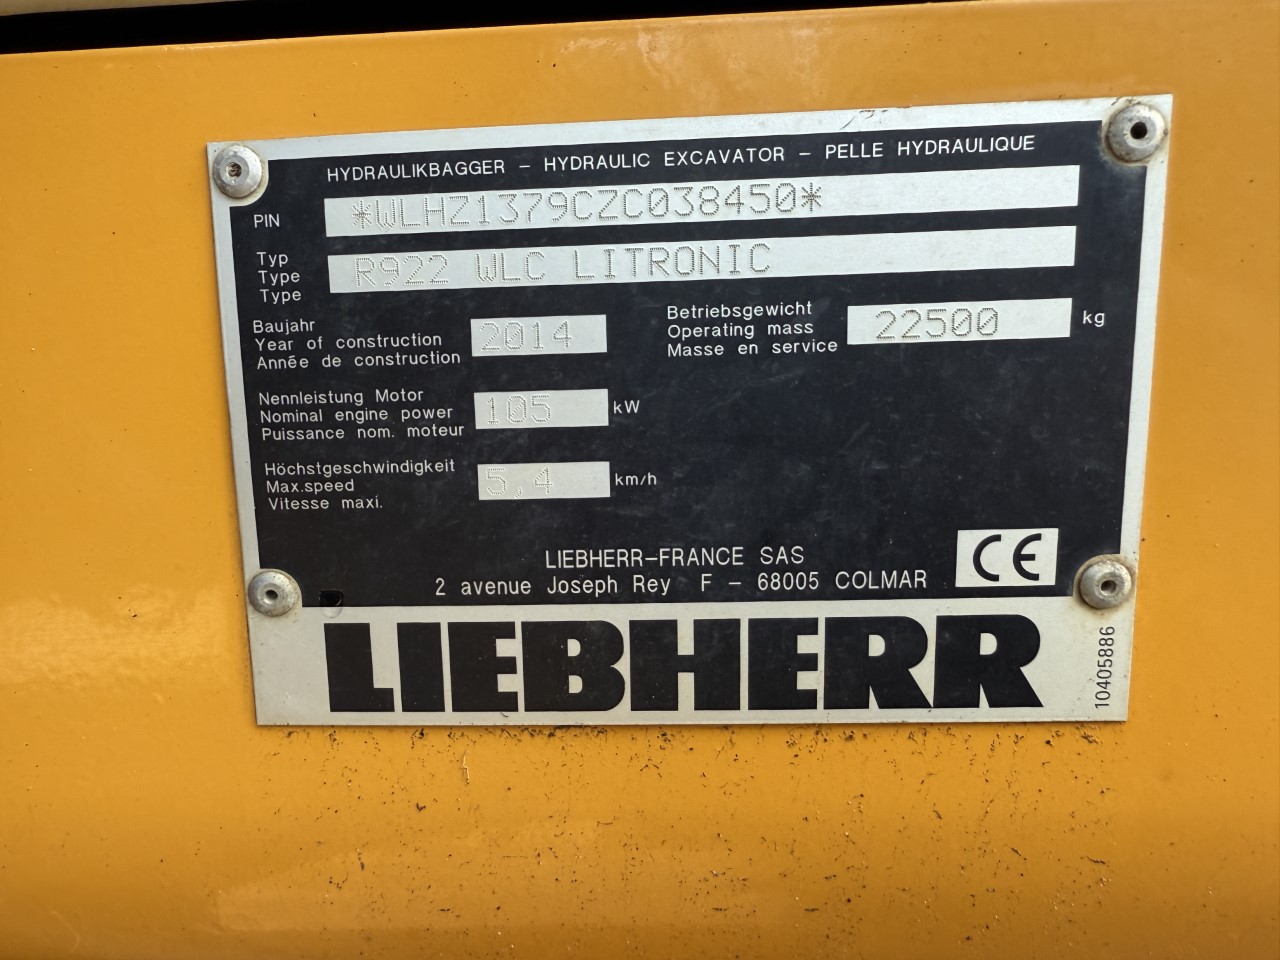 HYDRAULIKBAGGER – HYDRAULIC EXCAVATOR – PELLE HYDRAULIQUE
PIN *WLHZ1379CZC038450*
Typ
Type
Type
R922 WLC LITRONIC
Baujahr
Year of construction
Année de construction
2014
Betriebsgewicht
Operating mass
Masse en service
22500 kg
Nennleistung Motor
Nominal engine power
Puissance nom. moteur
105 kW
Höchstgeschwindigkeit
Max.speed
Vitesse maxi.
5,4 km/h
LIEBHERR–FRANCE SAS
2 avenue Joseph Rey F – 68005 COLMAR
CE
LIEBHERR
10405886